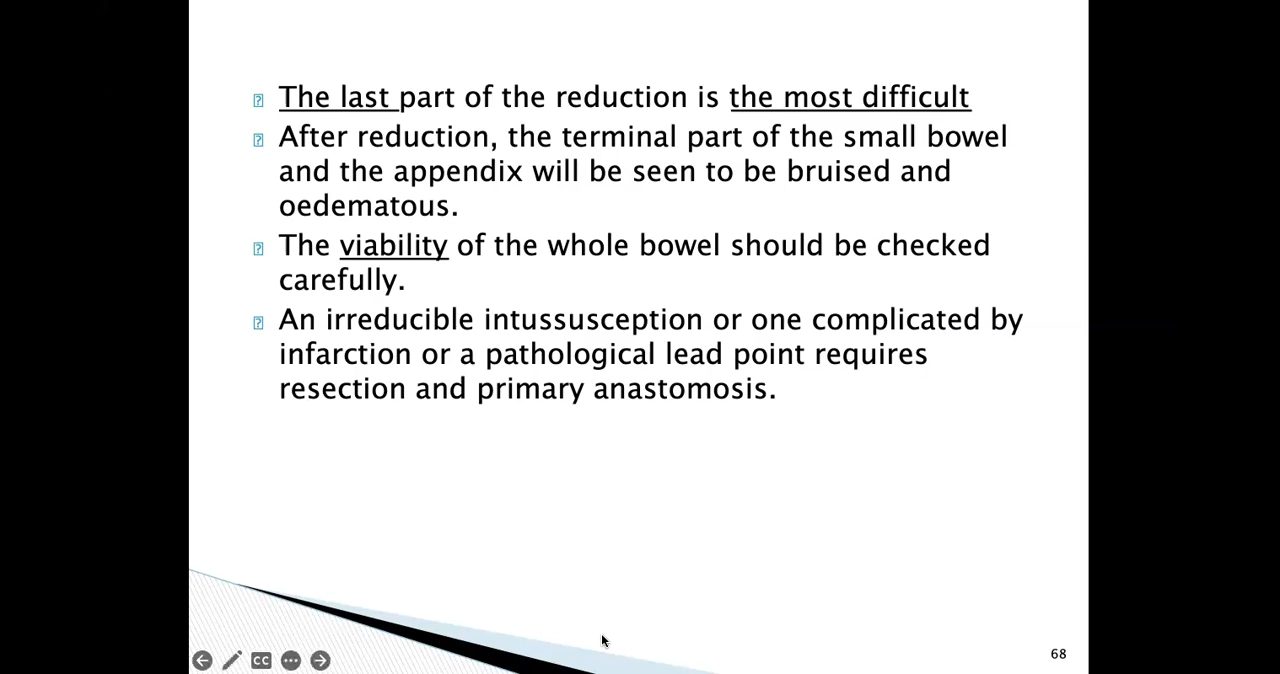 The last part of the reduction is the most difficult
After reduction, the terminal part of the small bowel
and the appendix will be seen to be bruised and
oedematous.
The viability of the whole bowel should be checked
carefully.
An irreducible intussusception or one complicated by
infarction or a pathological lead point requires
resection and primary anastomosis.
CC
68